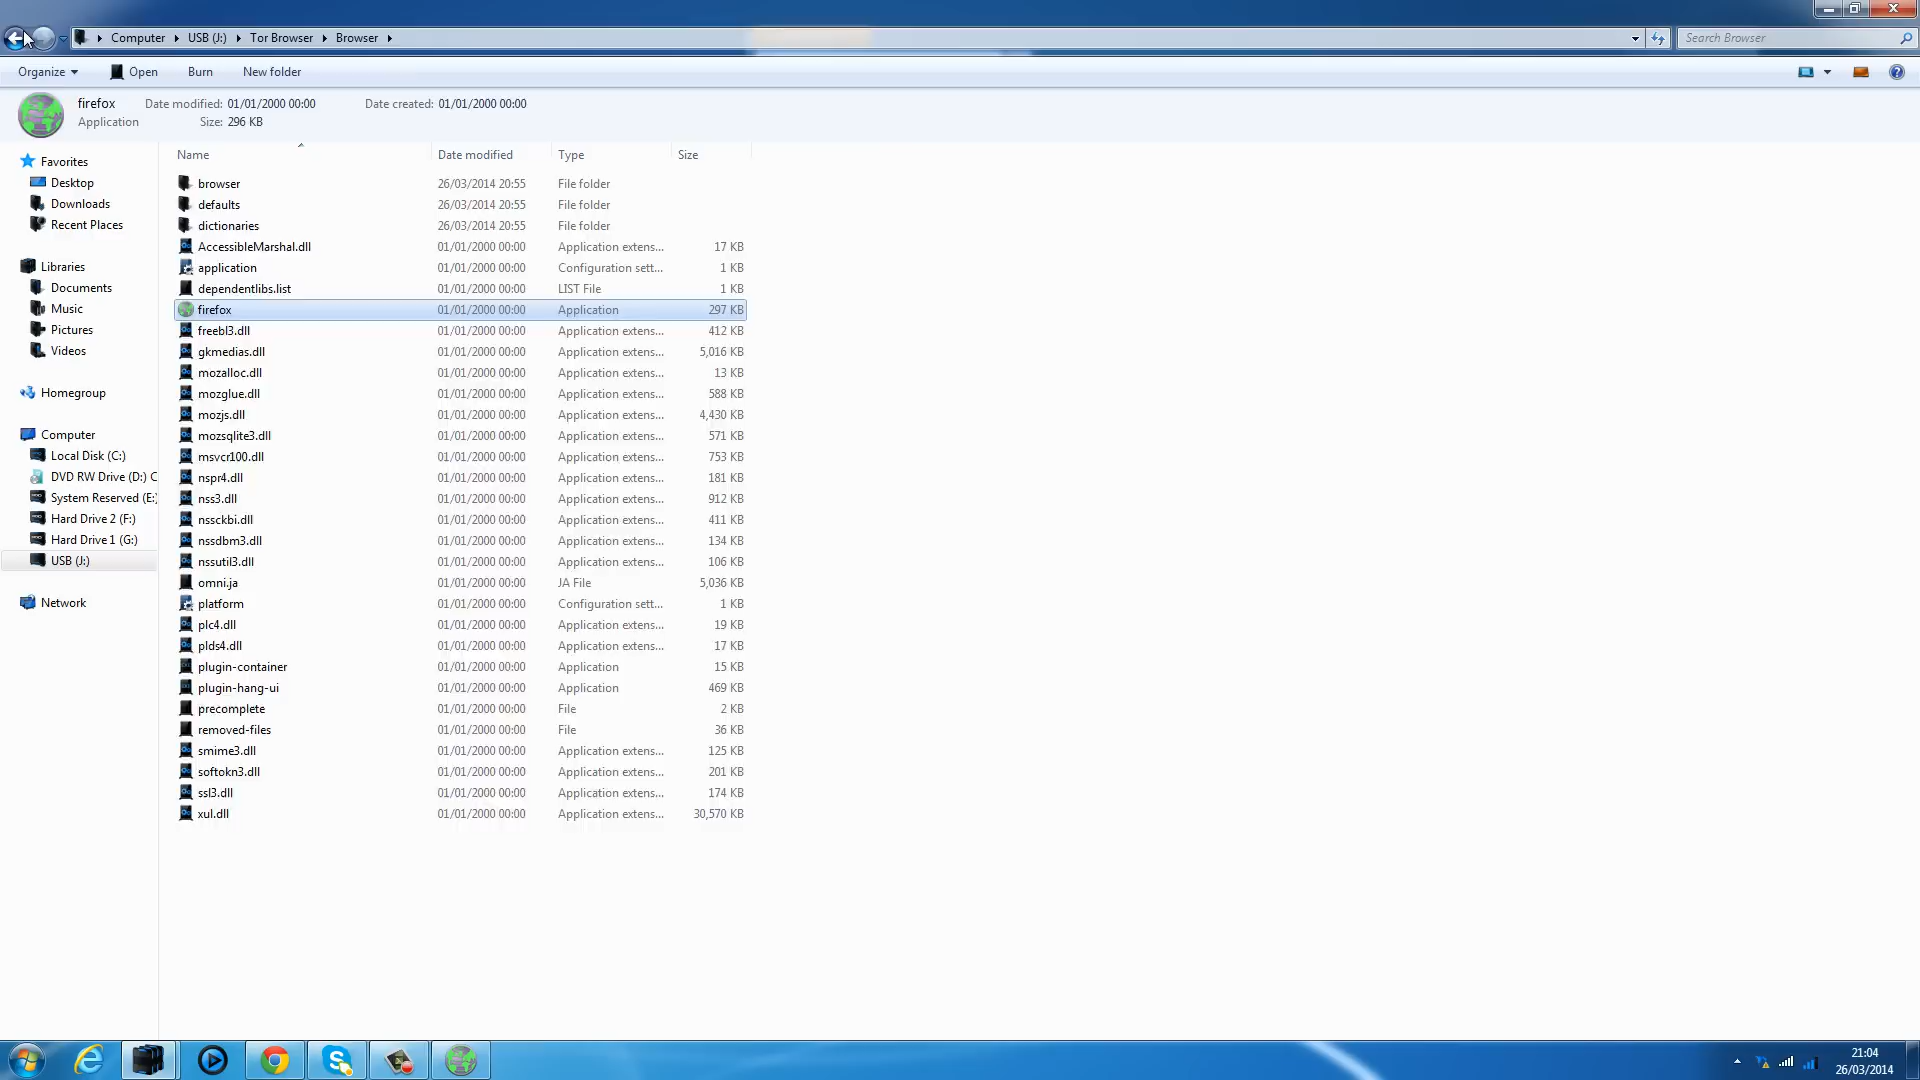 Computer USB (J:) Tor Browser Browser Search Browser
Organize Open Burn New folder
firefox Date modified: 01/01/2000 00:00 Date created: 01/01/2000 00:00
Application Size: 296 KB
Name Date modified Type Size
browser 26/03/2014 20:55 File folder
defaults 26/03/2014 20:55 File folder
dictionaries 26/03/2014 20:55 File folder
AccessibleMarshal.dll 01/01/2000 00:00 Application extens... 17 KB
application 01/01/2000 00:00 Configuration sett... 1 KB
dependentlibs.list 01/01/2000 00:00 LIST File 1 KB
firefox 01/01/2000 00:00 Application 297 KB
freebl3.dll 01/01/2000 00:00 Application extens... 412 KB
gkmedias.dll 01/01/2000 00:00 Application extens... 5,016 KB
mozalloc.dll 01/01/2000 00:00 Application extens... 13 KB
mozglue.dll 01/01/2000 00:00 Application extens... 588 KB
mozjs.dll 01/01/2000 00:00 Application extens... 4,430 KB
mozsqlite3.dll 01/01/2000 00:00 Application extens... 571 KB
msvcr100.dll 01/01/2000 00:00 Application extens... 753 KB
nspr4.dll 01/01/2000 00:00 Application extens... 181 KB
nss3.dll 01/01/2000 00:00 Application extens... 912 KB
nssckbi.dll 01/01/2000 00:00 Application extens... 411 KB
nssdbm3.dll 01/01/2000 00:00 Application extens... 134 KB
nssutil3.dll 01/01/2000 00:00 Application extens... 106 KB
omni.ja 01/01/2000 00:00 JA File 5,036 KB
platform 01/01/2000 00:00 Configuration sett... 1 KB
plc4.dll 01/01/2000 00:00 Application extens... 19 KB
plds4.dll 01/01/2000 00:00 Application extens... 17 KB
plugin-container 01/01/2000 00:00 Application 15 KB
plugin-hang-ui 01/01/2000 00:00 Application 469 KB
precomplete 01/01/2000 00:00 File 2 KB
removed-files 01/01/2000 00:00 File 36 KB
smime3.dll 01/01/2000 00:00 Application extens... 125 KB
softokn3.dll 01/01/2000 00:00 Application extens... 201 KB
ssl3.dll 01/01/2000 00:00 Application extens... 174 KB
xul.dll 01/01/2000 00:00 Application extens... 30,570 KB
Favorites
Desktop
Downloads
Recent Places
Libraries
Documents
Music
Pictures
Videos
Homegroup
Computer
Local Disk (C:)
DVD RW Drive (D:) C
System Reserved (E:)
Hard Drive 2 (F:)
Hard Drive 1 (G:)
USB (J:)
Network
21:04
26/03/2014